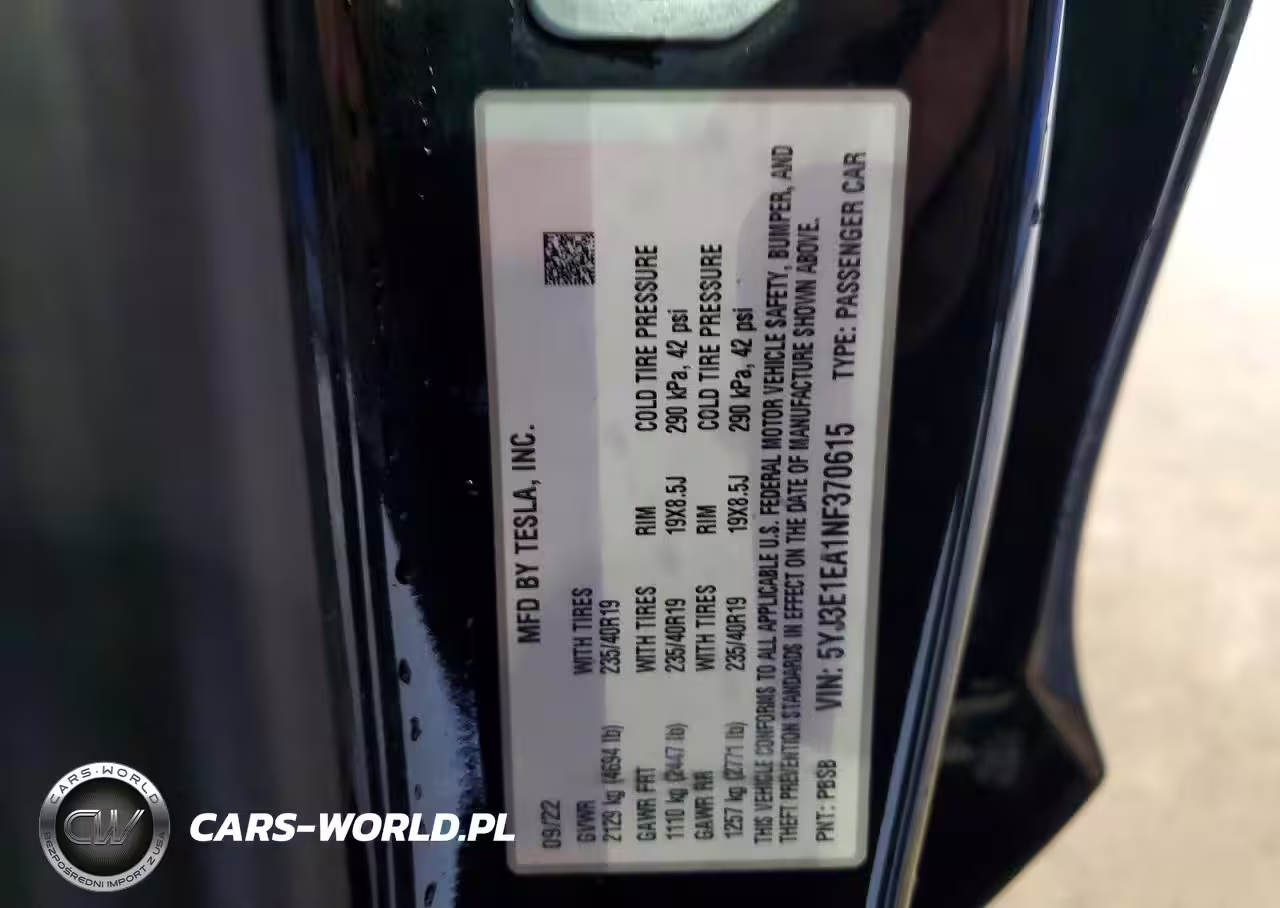 MFD BY TESLA, INC.
09/22
GVWR WITH TIRES
2129 kg (4694 lb) 235/40R19
GAWR FRT WITH TIRES RIM COLD TIRE PRESSURE
1110 kg (2447 lb) 235/40R19 19X8.5J 290 kPa, 42 psi
GAWR RR WITH TIRES RIM COLD TIRE PRESSURE
1257 kg (2771 lb) 235/40R19 19X8.5J 290 kPa, 42 psi
THIS VEHICLE CONFORMS TO ALL APPLICABLE U.S. FEDERAL MOTOR VEHICLE SAFETY, BUMPER, AND
THEFT PREVENTION STANDARDS IN EFFECT ON THE DATE OF MANUFACTURE SHOWN ABOVE.
PNT: PBSB VIN: 5YJ3E1EA1NF370615 TYPE: PASSENGER CAR
CARS-WORLD
CW
BEZPOŚREDNI IMPORT Z USA
CARS-WORLD.PL